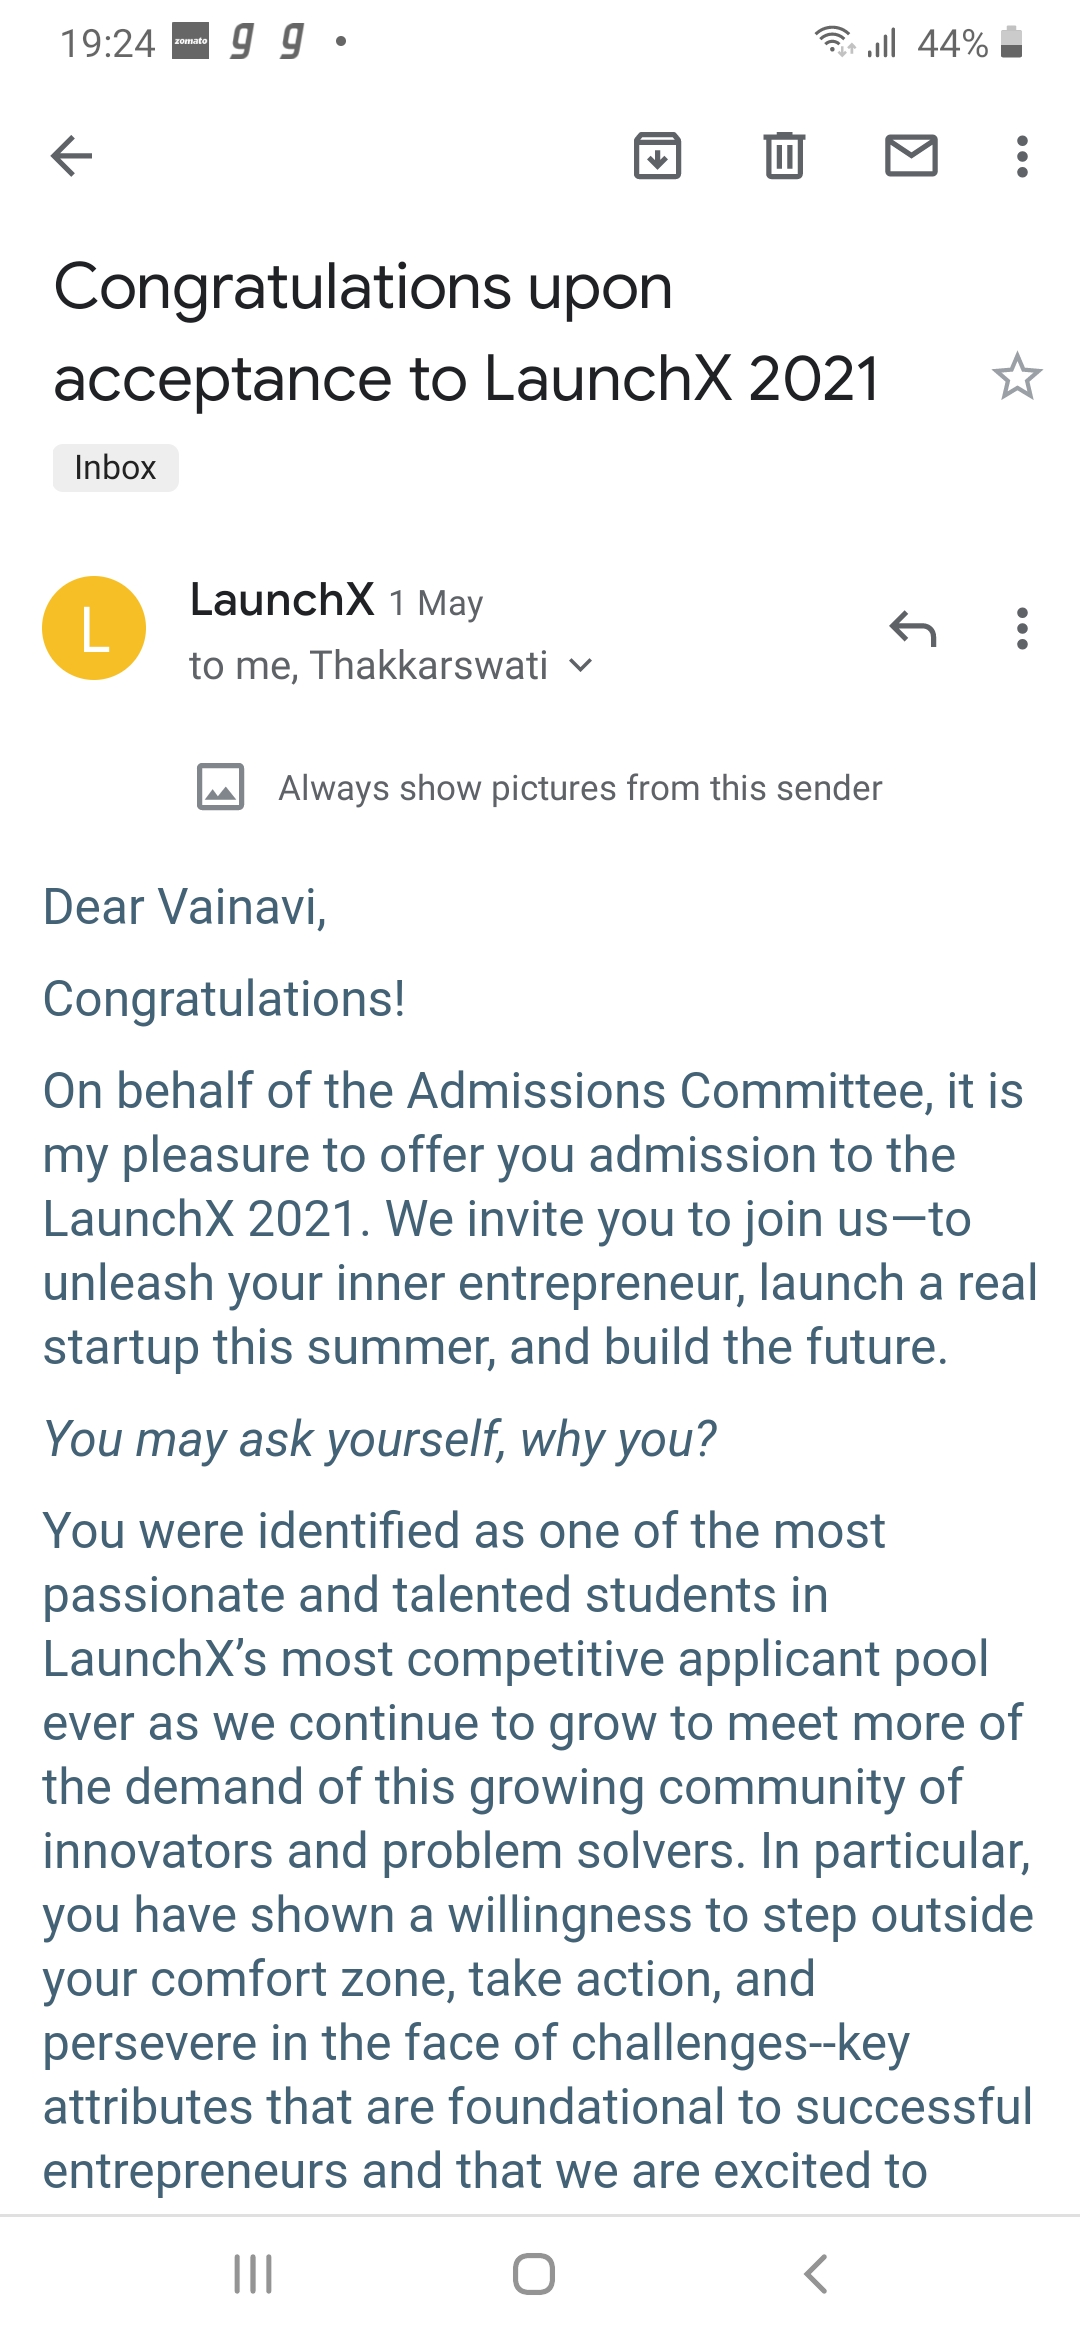 19:24 zomato g g • 44%
Congratulations upon
acceptance to LaunchX 2021
Inbox
L
LaunchX 1 May
to me, Thakkarswati
Always show pictures from this sender
Dear Vainavi,
Congratulations!
On behalf of the Admissions Committee, it is
my pleasure to offer you admission to the
LaunchX 2021. We invite you to join us—to
unleash your inner entrepreneur, launch a real
startup this summer, and build the future.
You may ask yourself, why you?
You were identified as one of the most
passionate and talented students in
LaunchX’s most competitive applicant pool
ever as we continue to grow to meet more of
the demand of this growing community of
innovators and problem solvers. In particular,
you have shown a willingness to step outside
your comfort zone, take action, and
persevere in the face of challenges--key
attributes that are foundational to successful
entrepreneurs and that we are excited to